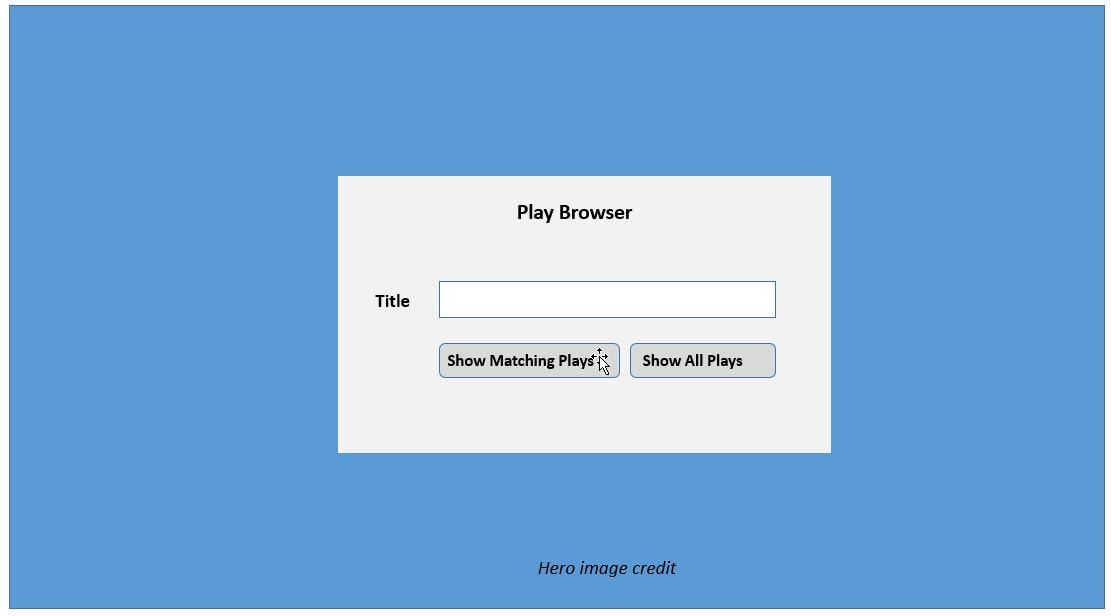 Play Browser
Title
Show Matching Plays
Show All Plays
Hero image credit